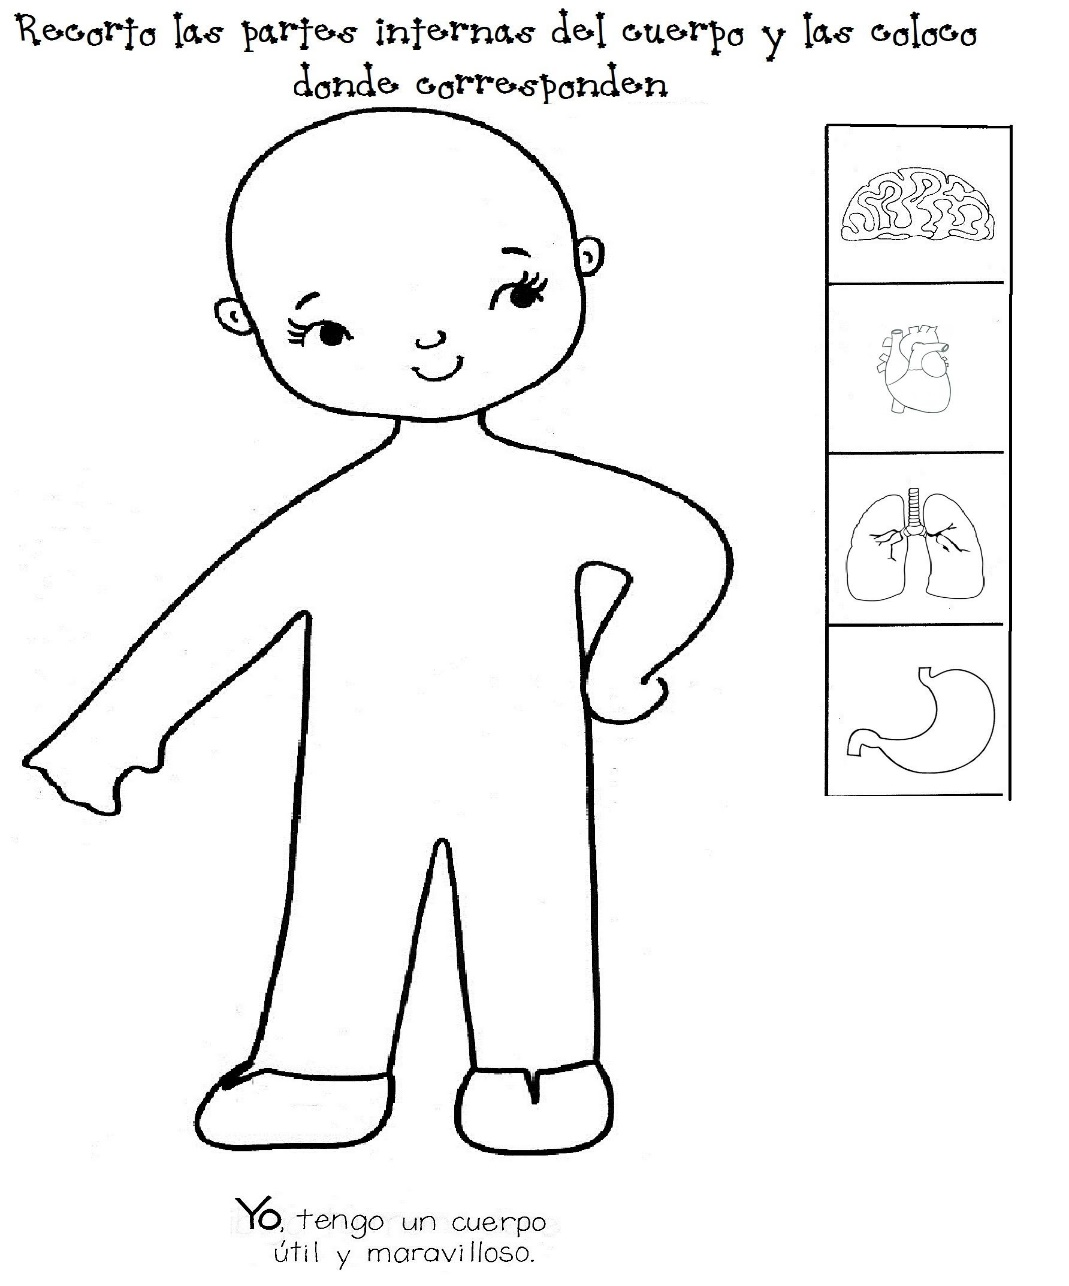 Recorto las partes internas del cuerpo y las coloco
donde corresponden
Yo, tengo un cuerpo
útil y maravilloso.